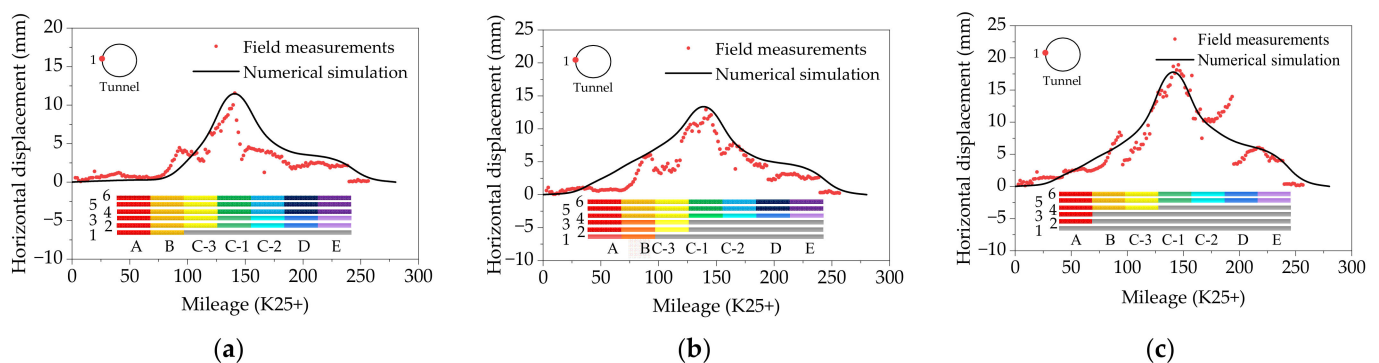 Horizontal displacement (mm)
20
15
10
5
0
−5
−10
1
Tunnel
Field measurements
Numerical simulation
6
5
4
3
2
1
A B C-3 C-1 C-2 D E
0 50 100 150 200 250 300
Mileage (K25+)
(a)
Horizontal displacement (mm)
25
20
15
10
5
0
−5
−10
1
Tunnel
Field measurements
Numerical simulation
6
5
4
3
2
1
A B C-3 C-1 C-2 D E
0 50 100 150 200 250 300
Mileage (K25+)
(b)
Horizontal displacement (mm)
25
20
15
10
5
0
−5
−10
1
Tunnel
Field measurements
Numerical simulation
6
5
4
3
2
1
A B C-3 C-1 C-2 D E
0 50 100 150 200 250 300
Mileage (K25+)
(c)